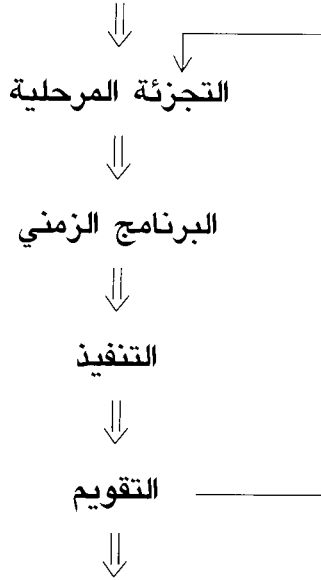 التجزئة المرحلية
البرنامج الزمني
التنفيذ
التقويم